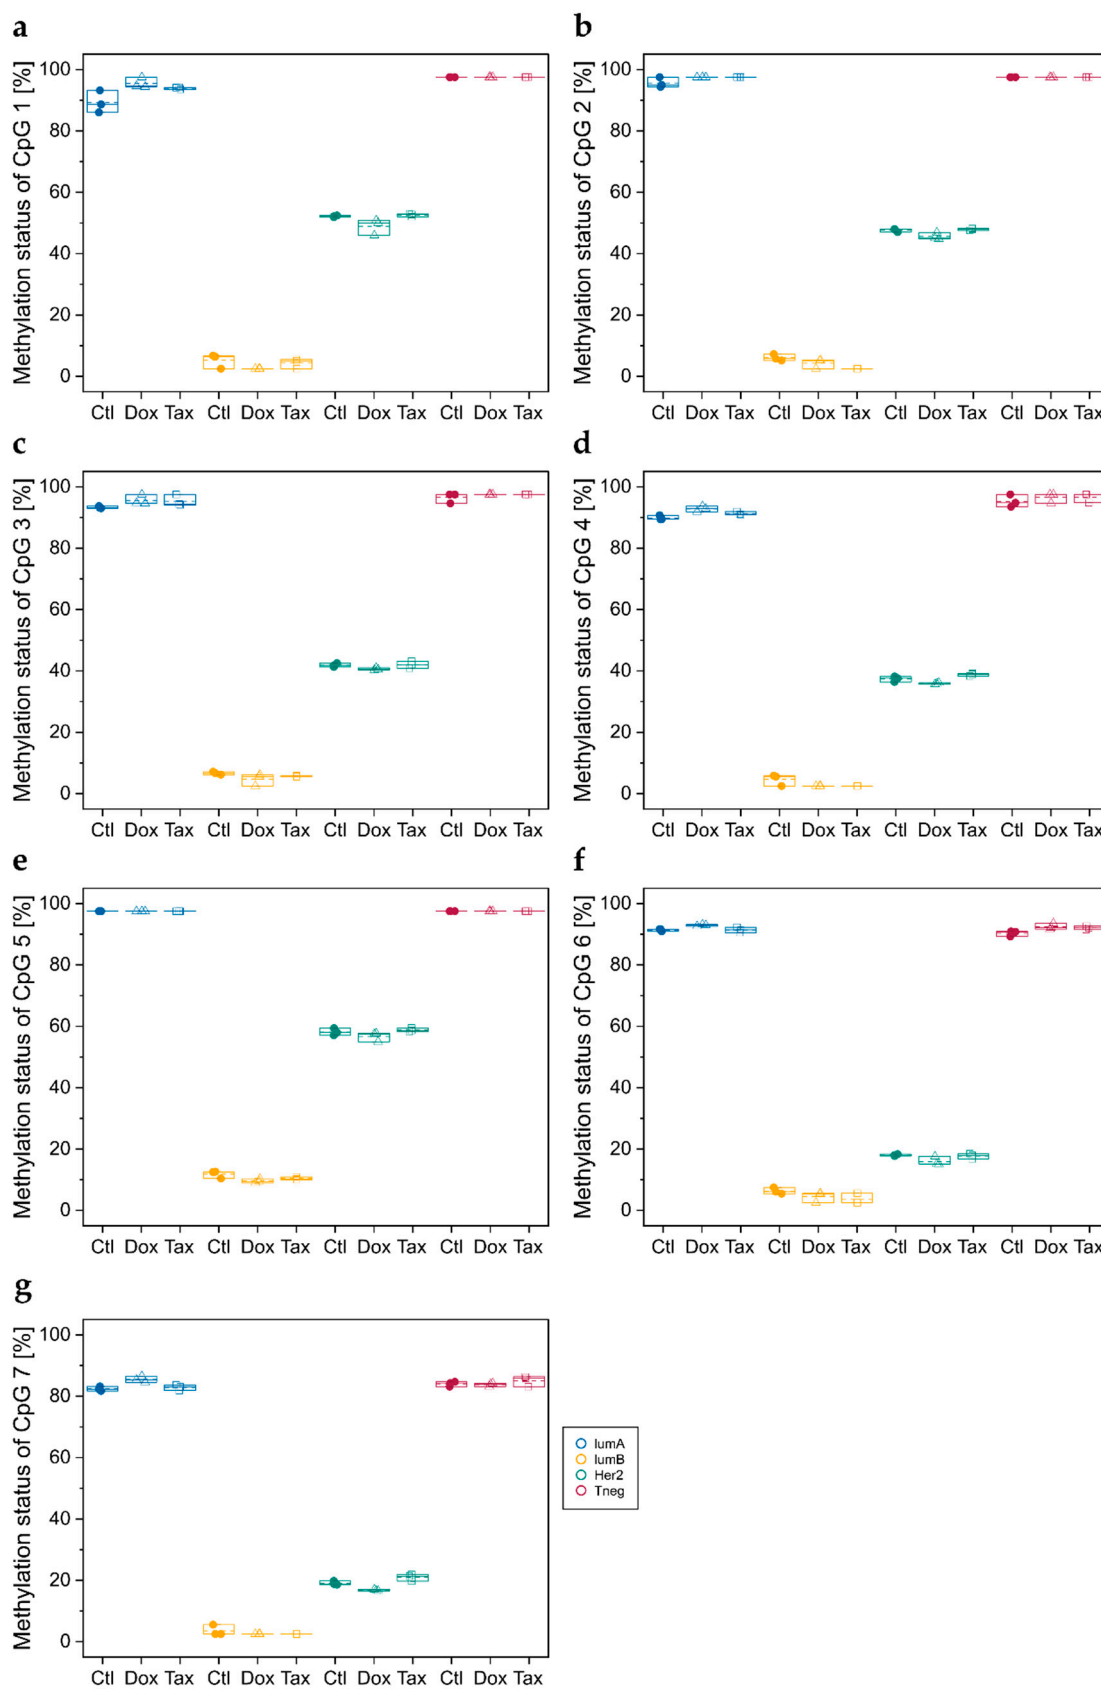 a
b
Methylation status of CpG 1 [%]
100
80
60
40
20
0
Ctl Dox Tax Ctl Dox Tax Ctl Dox Tax Ctl Dox Tax
Methylation status of CpG 2 [%]
100
80
60
40
20
0
Ctl Dox Tax Ctl Dox Tax Ctl Dox Tax Ctl Dox Tax
c
d
Methylation status of CpG 3 [%]
100
80
60
40
20
0
Ctl Dox Tax Ctl Dox Tax Ctl Dox Tax Ctl Dox Tax
Methylation status of CpG 4 [%]
100
80
60
40
20
0
Ctl Dox Tax Ctl Dox Tax Ctl Dox Tax Ctl Dox Tax
e
f
Methylation status of CpG 5 [%]
100
80
60
40
20
0
Ctl Dox Tax Ctl Dox Tax Ctl Dox Tax Ctl Dox Tax
Methylation status of CpG 6 [%]
100
80
60
40
20
0
Ctl Dox Tax Ctl Dox Tax Ctl Dox Tax Ctl Dox Tax
g
Methylation status of CpG 7 [%]
100
80
60
40
20
0
Ctl Dox Tax Ctl Dox Tax Ctl Dox Tax Ctl Dox Tax
lumA
lumB
Her2
Tneg